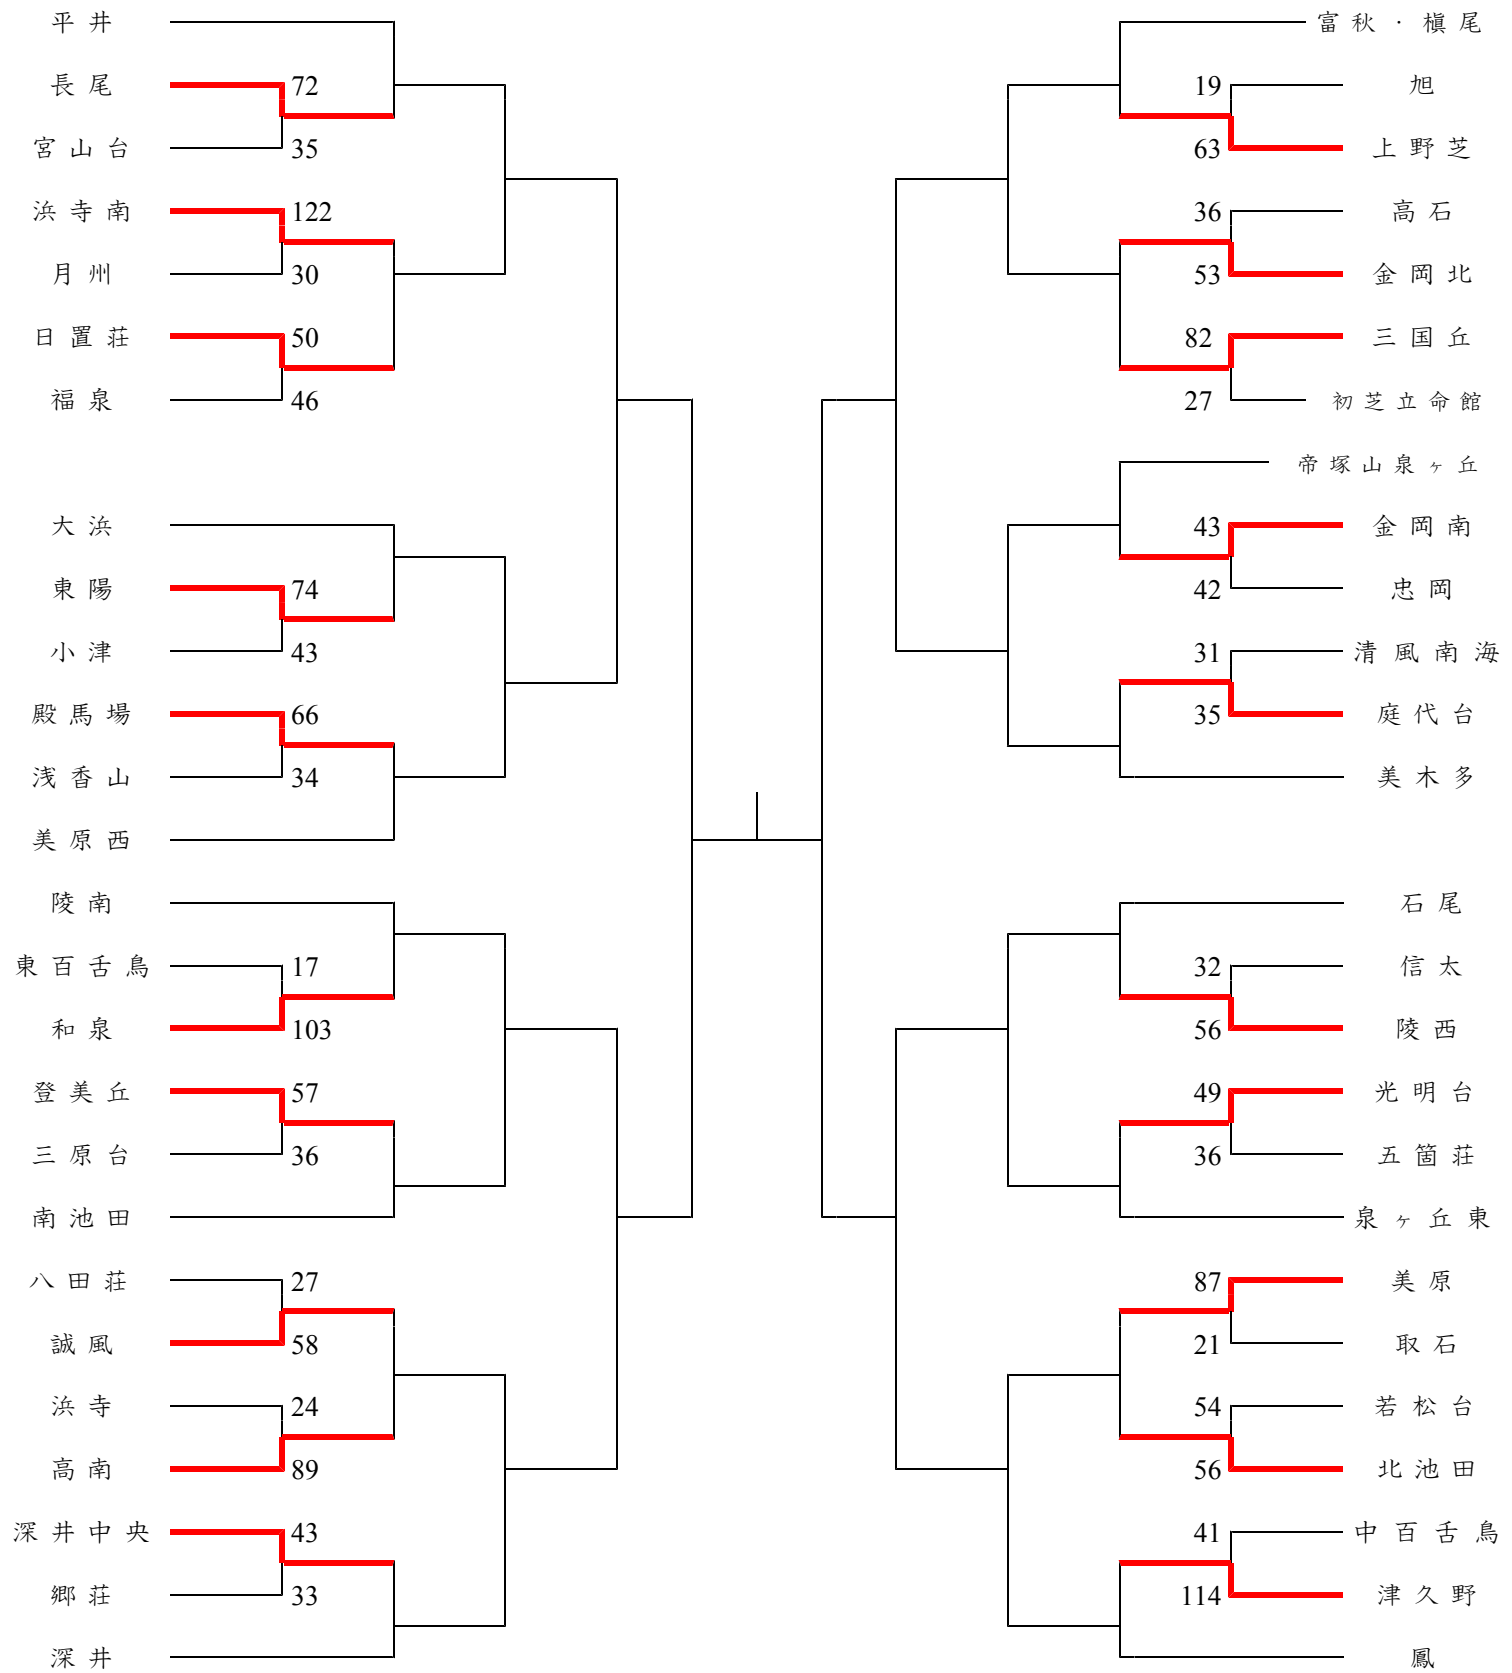 平井
長尾 72
宮山台 35
浜寺南 122
月州 30
日置荘 50
福泉 46
大浜
東陽 74
小津 43
殿馬場 66
浅香山 34
美原西
陵南
東百舌鳥 17
和泉 103
登美丘 57
三原台 36
南池田
八田荘 27
誠風 58
浜寺 24
高南 89
深井中央 43
郷荘 33
深井
富秋・槇尾
19 旭
63 上野芝
36 高石
53 金岡北
82 三国丘
27 初芝立命館
帝塚山泉ヶ丘
43 金岡南
42 忠岡
31 清風南海
35 庭代台
美木多
石尾
32 信太
56 陵西
49 光明台
36 五箇荘
泉ヶ丘東
87 美原
21 取石
54 若松台
56 北池田
41 中百舌鳥
114 津久野
鳳